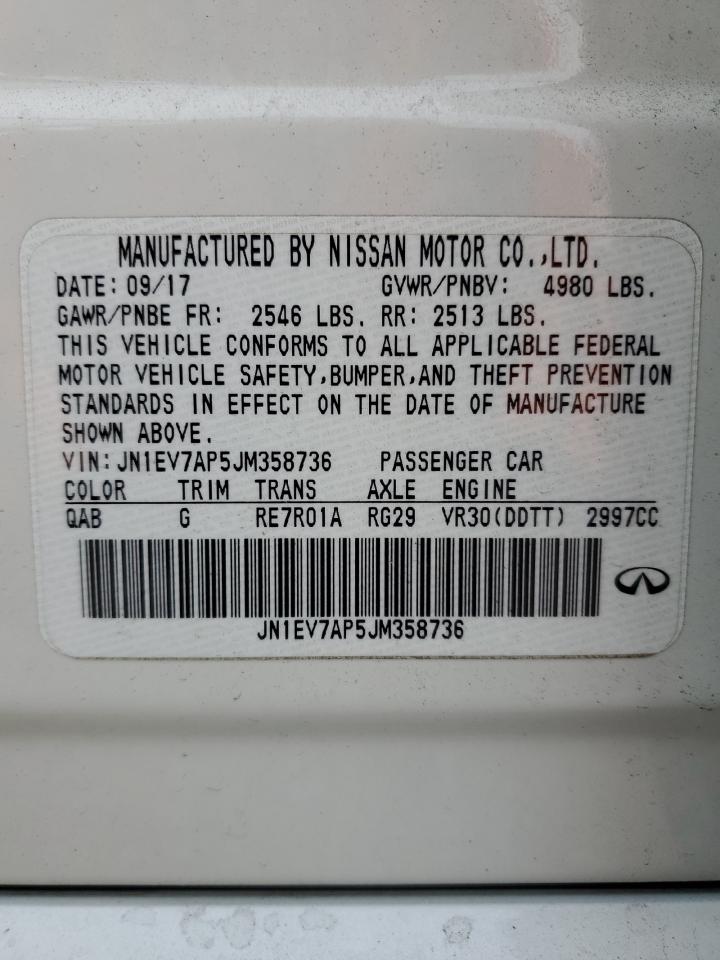 MANUFACTURED BY NISSAN MOTOR CO.,LTD.
DATE: 09/17 GVWR/PNBV: 4980 LBS.
GAWR/PNBE FR: 2546 LBS. RR: 2513 LBS.
THIS VEHICLE CONFORMS TO ALL APPLICABLE FEDERAL
MOTOR VEHICLE SAFETY,BUMPER,AND THEFT PREVENTION
STANDARDS IN EFFECT ON THE DATE OF MANUFACTURE
SHOWN ABOVE.
VIN: JN1EV7AP5JM358736 PASSENGER CAR
COLOR TRIM TRANS AXLE ENGINE
QAB G RE7R01A RG29 VR30(DDTT) 2997CC
JN1EV7AP5JM358736